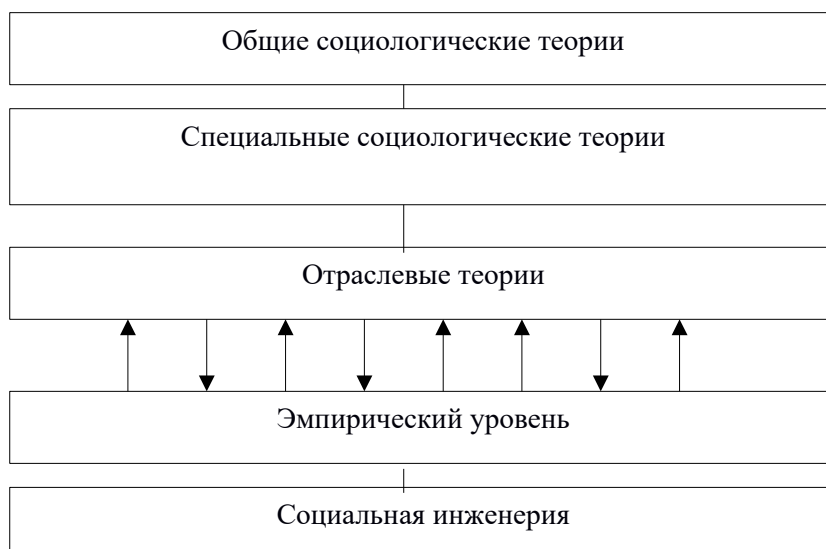 Общие социологические теории
Специальные социологические теории
Отраслевые теории
Эмпирический уровень
Социальная инженерия